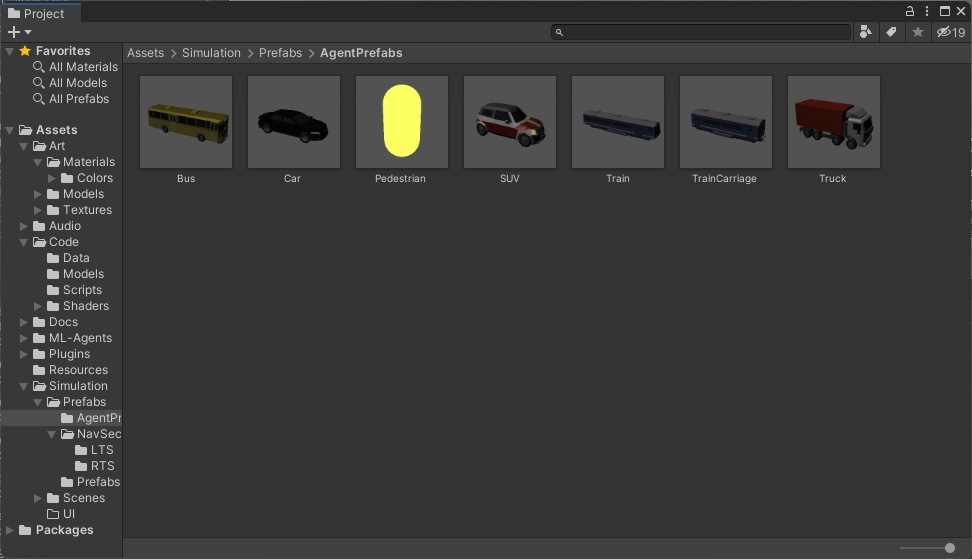 Project
19
Favorites
All Materials
All Models
All Prefabs
Assets
Art
Materials
Colors
Models
Textures
Audio
Code
Data
Models
Scripts
Shaders
Docs
ML-Agents
Plugins
Resources
Simulation
Prefabs
AgentPr
NavSec
LTS
RTS
Prefabs
Scenes
UI
Packages
Assets > Simulation > Prefabs > AgentPrefabs
Bus
Car
Pedestrian
SUV
Train
TrainCarriage
Truck